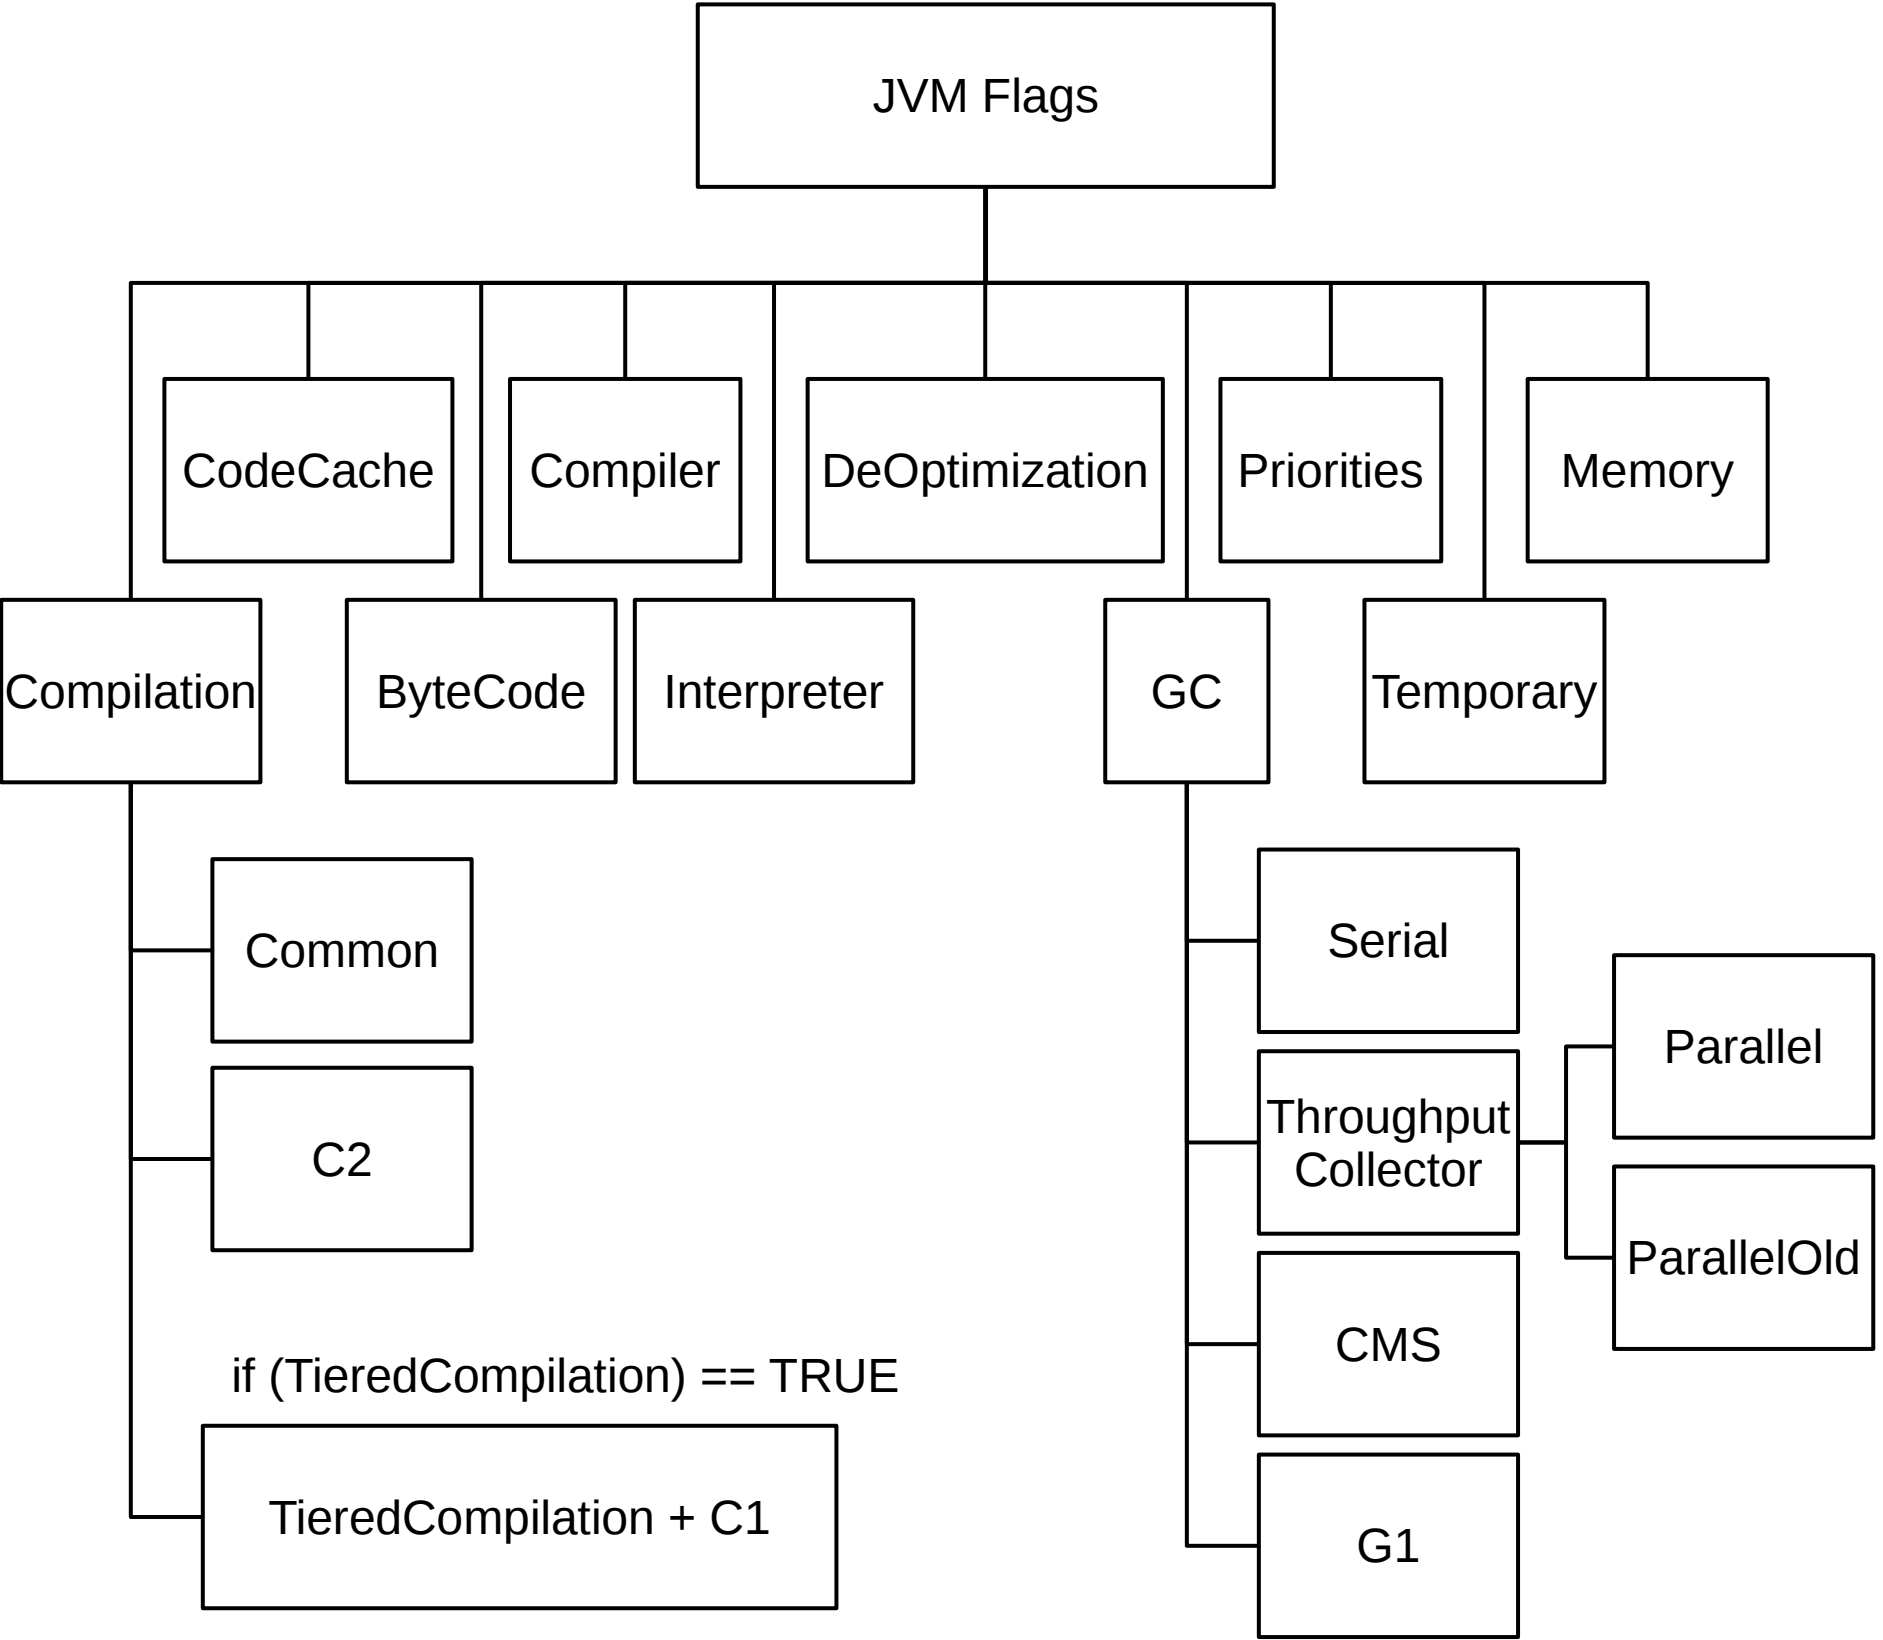 JVM Flags
CodeCache
Compiler
DeOptimization
Priorities
Memory
Compilation
ByteCode
Interpreter
GC
Temporary
Common
C2
if (TieredCompilation) == TRUE
TieredCompilation + C1
Serial
Throughput
Collector
Parallel
ParallelOld
CMS
G1